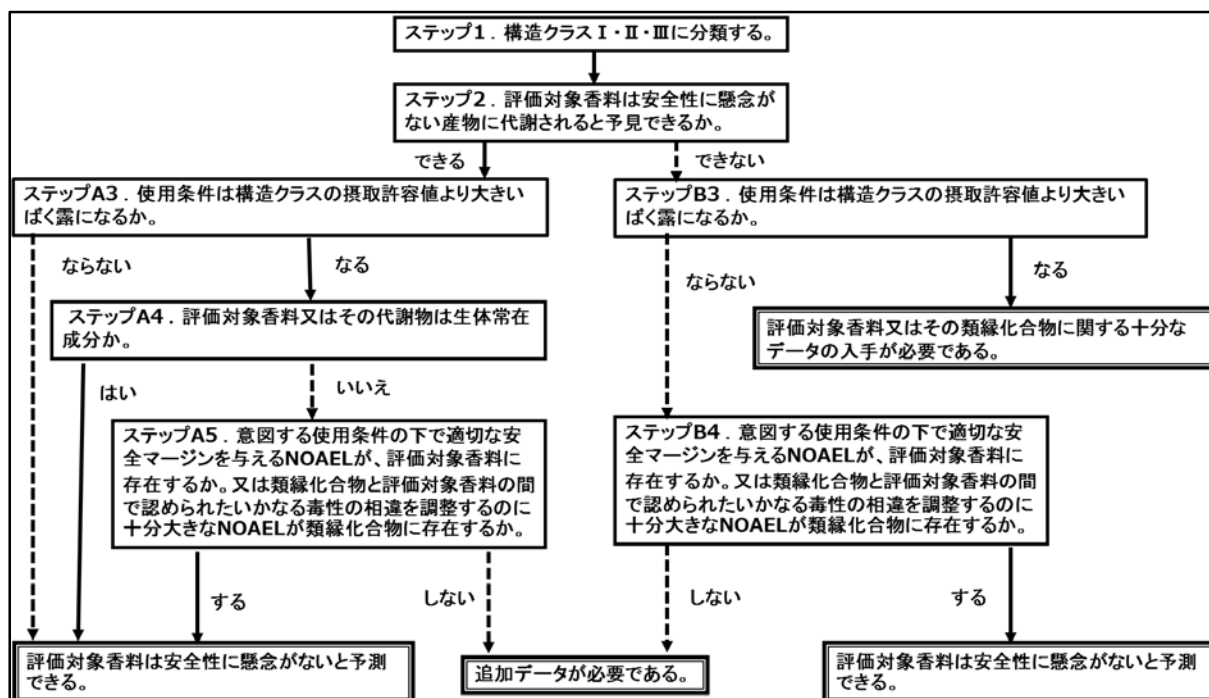 ステップ1．構造クラスⅠ・Ⅱ・Ⅲに分類する。
ステップ2．評価対象香料は安全性に懸念が
ない産物に代謝されると予見できるか。
できる
できない
ステップA3．使用条件は構造クラスの摂取許容値より大きい
ばく露になるか。
ステップB3．使用条件は構造クラスの摂取許容値より大きい
ばく露になるか。
ならない
なる
ならない
なる
ステップA4．評価対象香料又はその代謝物は生体常在
成分か。
評価対象香料又はその類縁化合物に関する十分な
データの入手が必要である。
はい
いいえ
ステップA5．意図する使用条件の下で適切な安
全マージンを与えるNOAELが、評価対象香料に
存在するか。又は類縁化合物と評価対象香料の間
で認められたいかなる毒性の相違を調整するのに
十分大きなNOAELが類縁化合物に存在するか。
ステップB4．意図する使用条件の下で適切な安
全マージンを与えるNOAELが、評価対象香料に
存在するか。又は類縁化合物と評価対象香料の間
で認められたいかなる毒性の相違を調整するのに
十分大きなNOAELが類縁化合物に存在するか。
する
しない
しない
する
評価対象香料は安全性に懸念がないと予測
できる。
追加データが必要である。
評価対象香料は安全性に懸念がないと予測
できる。